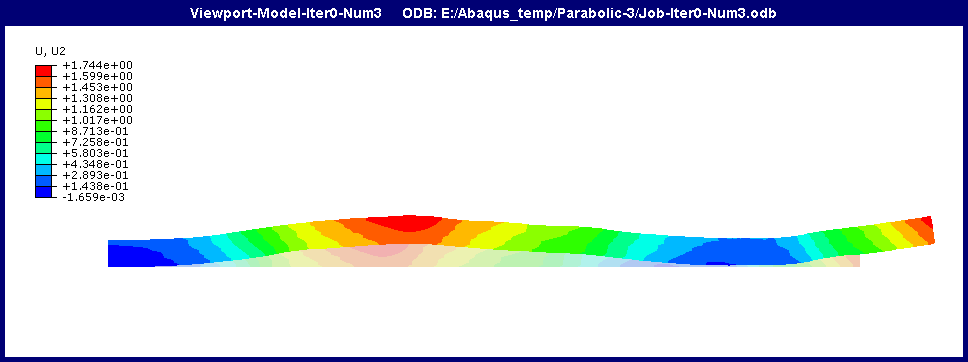 Viewport-Model-Iter0-Num3 ODB: E:/Abaqus_temp/Parabolic-3/Job-Iter0-Num3.odb
U, U2
+1.744e+00
+1.599e+00
+1.453e+00
+1.308e+00
+1.162e+00
+1.017e+00
+8.713e-01
+7.258e-01
+5.803e-01
+4.348e-01
+2.893e-01
+1.438e-01
-1.659e-03